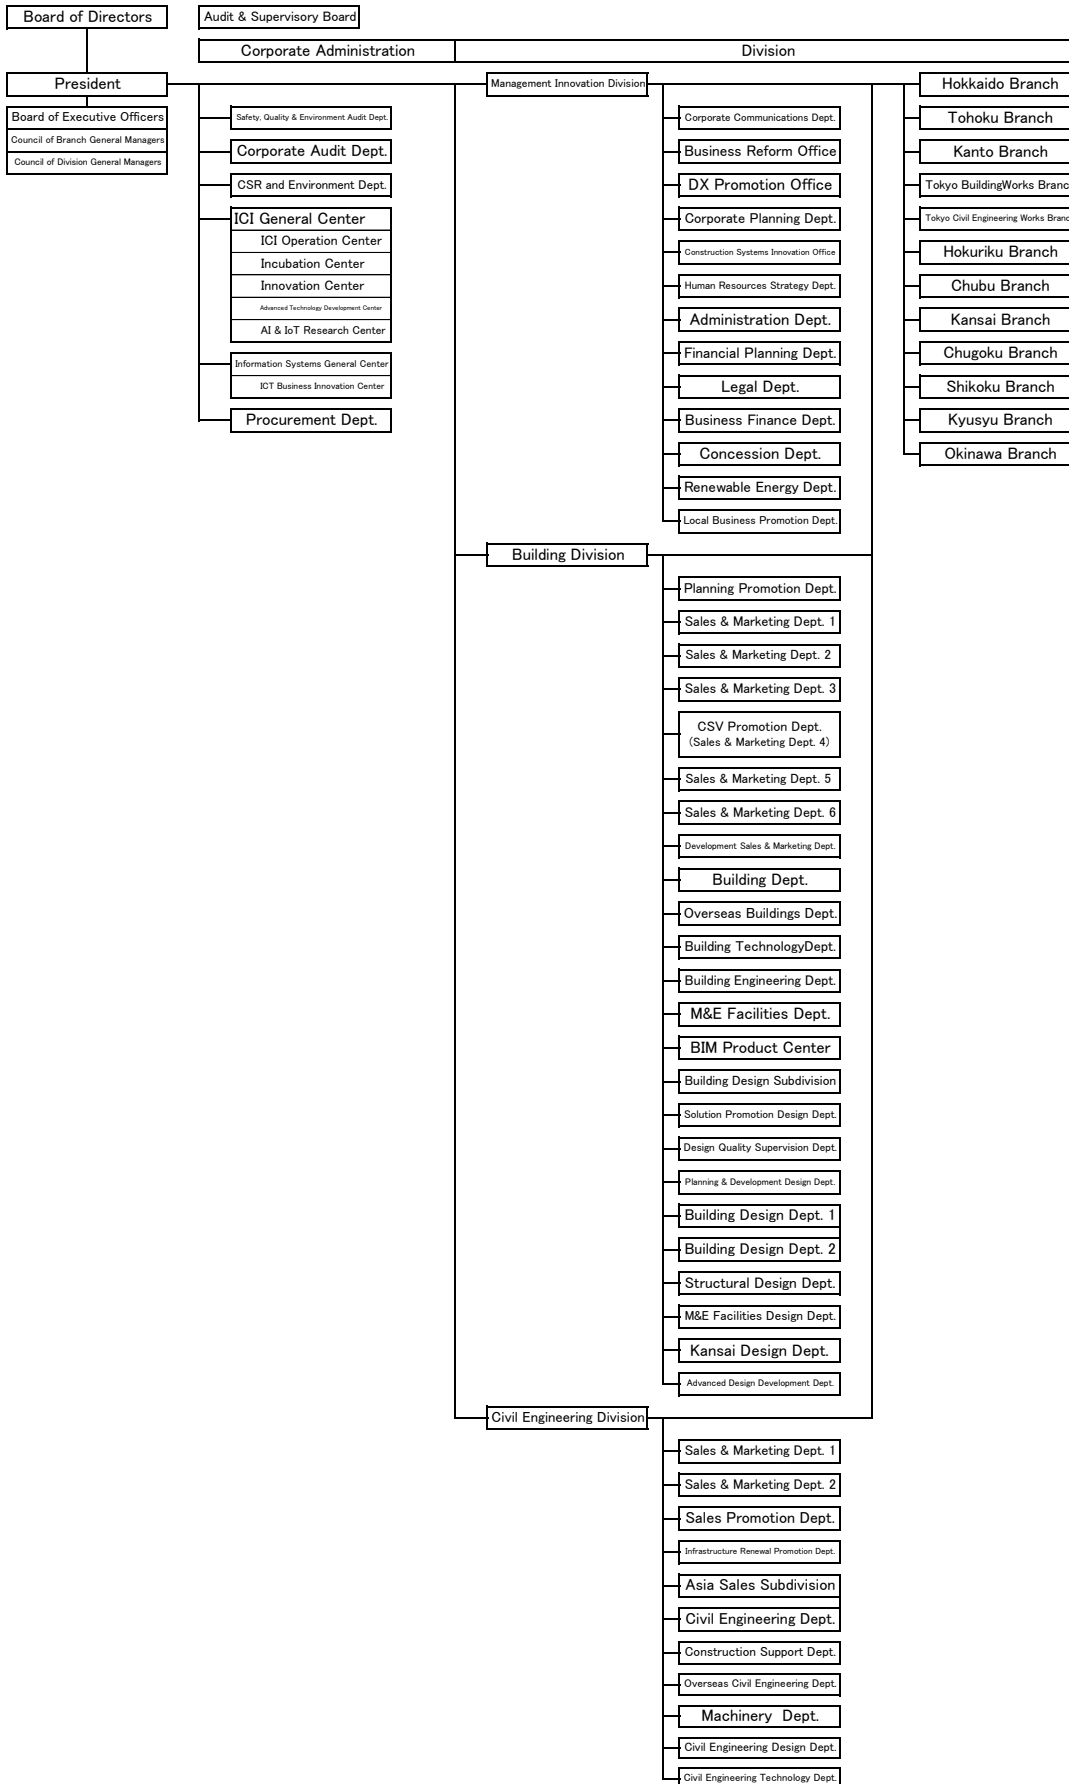 Board of Directors
Audit & Supervisory Board
Corporate Administration
Division
President
Board of Executive Officers
Council of Branch General Managers
Council of Division General Managers
Safety, Quality & Environment Audit Dept.
Corporate Audit Dept.
CSR and Environment Dept.
ICI General Center
ICI Operation Center
Incubation Center
Innovation Center
Advanced Technology Development Center
AI & IoT Research Center
Information Systems General Center
ICT Business Innovation Center
Procurement Dept.
Management Innovation Division
Corporate Communications Dept.
Business Reform Office
DX Promotion Office
Corporate Planning Dept.
Construction Systems Innovation Office
Human Resources Strategy Dept.
Administration Dept.
Financial Planning Dept.
Legal Dept.
Business Finance Dept.
Concession Dept.
Renewable Energy Dept.
Local Business Promotion Dept.
Building Division
Planning Promotion Dept.
Sales & Marketing Dept. 1
Sales & Marketing Dept. 2
Sales & Marketing Dept. 3
CSV Promotion Dept.
(Sales & Marketing Dept. 4)
Sales & Marketing Dept. 5
Sales & Marketing Dept. 6
Development Sales & Marketing Dept.
Building Dept.
Overseas Buildings Dept.
Building TechnologyDept.
Building Engineering Dept.
M&E Facilities Dept.
BIM Product Center
Building Design Subdivision
Solution Promotion Design Dept.
Design Quality Supervision Dept.
Planning & Development Design Dept.
Building Design Dept. 1
Building Design Dept. 2
Structural Design Dept.
M&E Facilities Design Dept.
Kansai Design Dept.
Advanced Design Development Dept.
Civil Engineering Division
Sales & Marketing Dept. 1
Sales & Marketing Dept. 2
Sales Promotion Dept.
Infrastructure Renewal Promotion Dept.
Asia Sales Subdivision
Civil Engineering Dept.
Construction Support Dept.
Overseas Civil Engineering Dept.
Machinery Dept.
Civil Engineering Design Dept.
Civil Engineering Technology Dept.
Hokkaido Branch
Tohoku Branch
Kanto Branch
Tokyo BuildingWorks Branc
Tokyo Civil Engineering Works Branc
Hokuriku Branch
Chubu Branch
Kansai Branch
Chugoku Branch
Shikoku Branch
Kyusyu Branch
Okinawa Branch